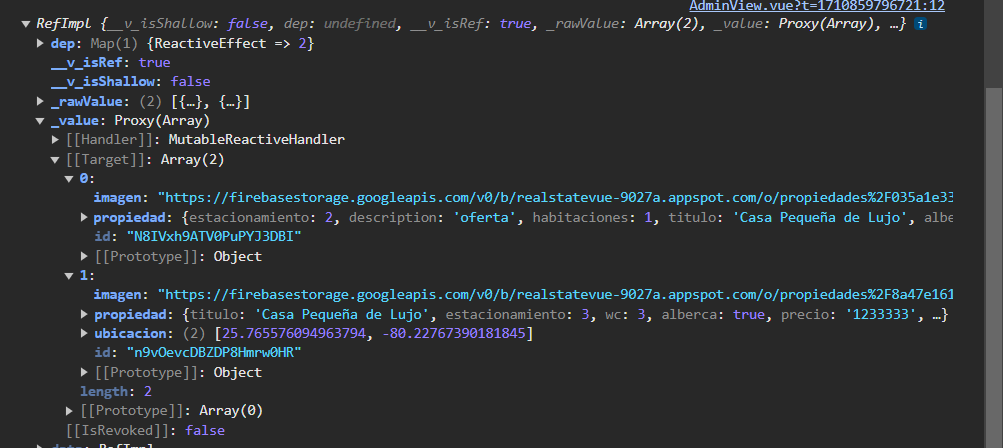 AdminView.vue?t=1710859796721:12
RefImpl {__v_isShallow: false, dep: undefined, __v_isRef: true, _rawValue: Array(2), _value: Proxy(Array), …} i
dep: Map(1) {ReactiveEffect => 2}
__v_isRef: true
__v_isShallow: false
_rawValue: (2) [{…}, {…}]
_value: Proxy(Array)
[[Handler]]: MutableReactiveHandler
[[Target]]: Array(2)
0:
imagen: "https://firebasestorage.googleapis.com/v0/b/realstatevue-9027a.appspot.com/o/propiedades%2F035a1e33
propiedad: {estacionamiento: 2, description: 'oferta', habitaciones: 1, titulo: 'Casa Pequeña de Lujo', albe
id: "N8IVxh9ATV0PuPYJ3DBI"
[[Prototype]]: Object
1:
imagen: "https://firebasestorage.googleapis.com/v0/b/realstatevue-9027a.appspot.com/o/propiedades%2F8a47e161
propiedad: {titulo: 'Casa Pequeña de Lujo', estacionamiento: 3, wc: 3, alberca: true, precio: '1233333', …}
ubicacion: (2) [25.765576094963794, -80.22767390181845]
id: "n9vOevcDBZDP8Hmrw0HR"
[[Prototype]]: Object
length: 2
[[Prototype]]: Array(0)
[[IsRevoked]]: false